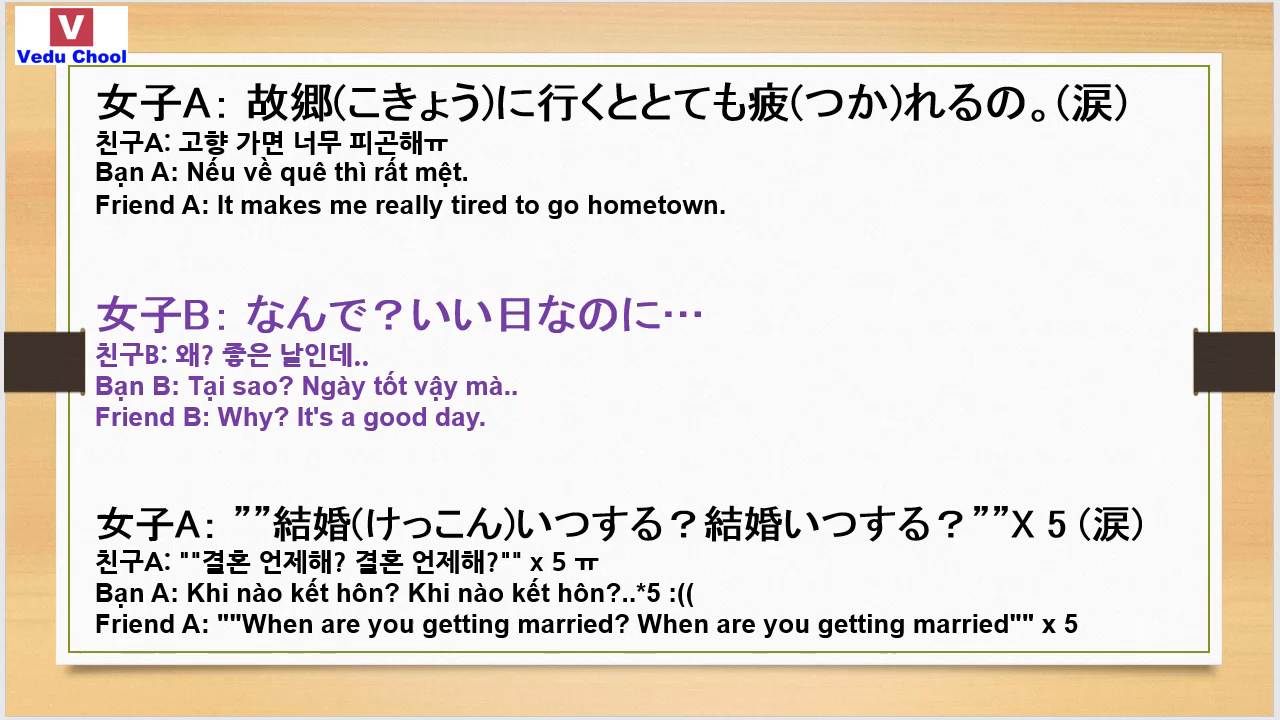 V
Vedu Chool
女子A： 故郷(こきょう)に行くととても疲(つか)れるの。（涙）
친구A: 고향 가면 너무 피곤해ㅠ
Bạn A: Nếu về quê thì rất mệt.
Friend A: It makes me really tired to go hometown.
女子B： なんで？いい日なのに…
친구B: 왜? 좋은 날인데..
Bạn B: Tại sao? Ngày tốt vậy mà..
Friend B: Why? It's a good day.
女子A： ””結婚(けっこん)いつする？結婚いつする？””X 5 (涙）
친구A: ""결혼 언제해? 결혼 언제해?"" x 5 ㅠ
Bạn A: Khi nào kết hôn? Khi nào kết hôn?..*5 :((
Friend A: ""When are you getting married? When are you getting married"" x 5